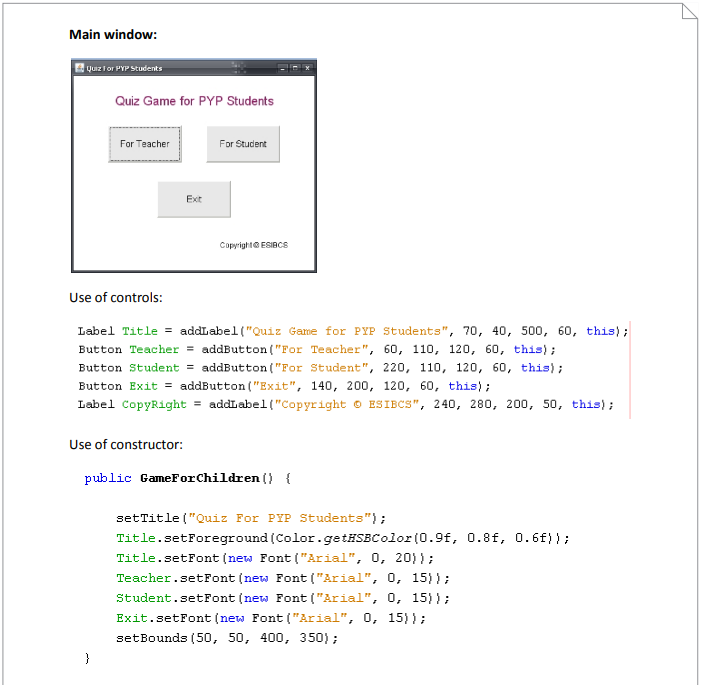 Main window:
Quiz For PYP Students
Quiz Game for PYP Students
For Teacher For Student
Exit
Copyright © ESIBCS
Use of controls:
Label Title = addLabel("Quiz Game for PYP Students", 70, 40, 500, 60, this);
Button Teacher = addButton("For Teacher", 60, 110, 120, 60, this);
Button Student = addButton("For Student", 220, 110, 120, 60, this);
Button Exit = addButton("Exit", 140, 200, 120, 60, this);
Label CopyRight = addLabel("Copyright © ESIBCS", 240, 280, 200, 50, this);
Use of constructor:
public GameForChildren() {
setTitle("Quiz For PYP Students");
Title.setForeground(Color.getHSBColor(0.9f, 0.8f, 0.6f));
Title.setFont(new Font("Arial", 0, 20));
Teacher.setFont(new Font("Arial", 0, 15));
Student.setFont(new Font("Arial", 0, 15));
Exit.setFont(new Font("Arial", 0, 15));
setBounds(50, 50, 400, 350);
}